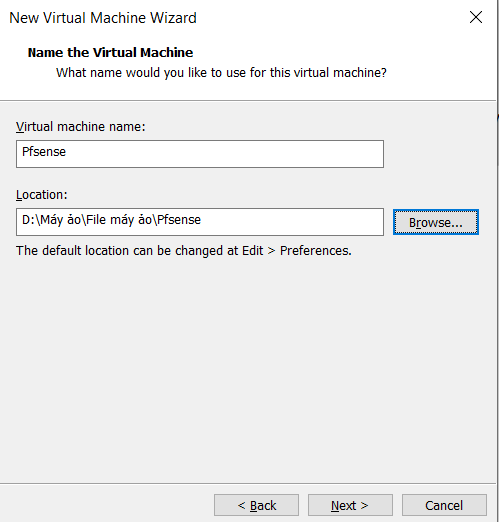 New Virtual Machine Wizard
Name the Virtual Machine
What name would you like to use for this virtual machine?
Virtual machine name:
Pfsense
Location:
D:\Máy ảo\File máy ảo\Pfsense
Browse...
The default location can be changed at Edit > Preferences.
< Back
Next >
Cancel